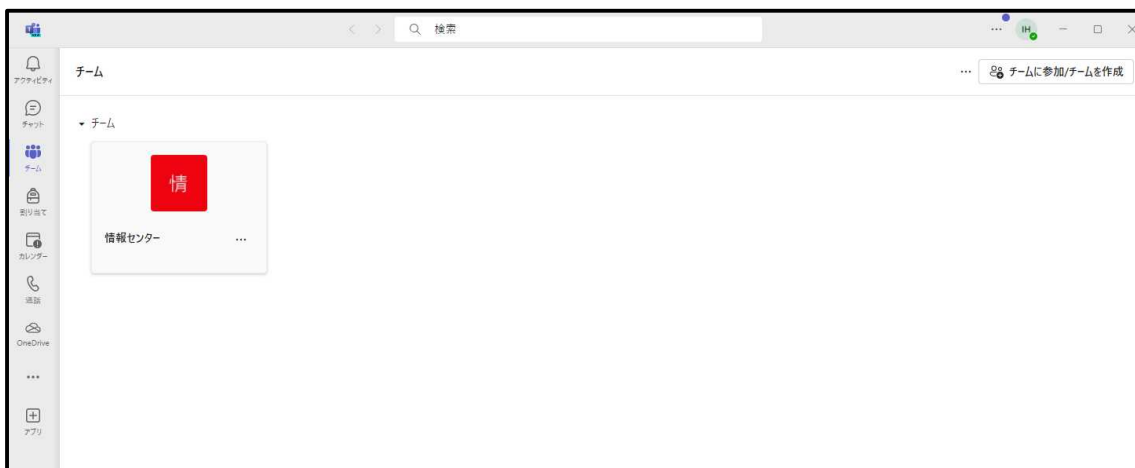 検索
IH
アクティビティ
チーム
チームに参加/チームを作成
チャット
チーム
チーム
情
割り当て
情報センター
カレンダー
通話
OneDrive
アプリ